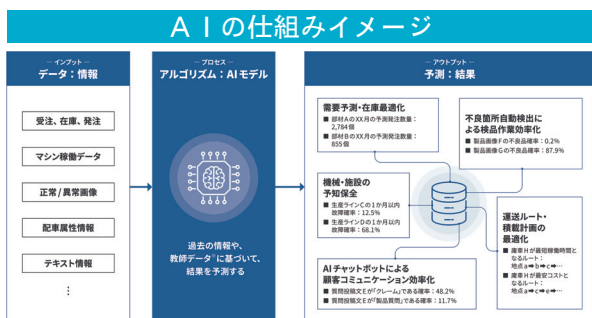 AIの仕組みイメージ
インプット
データ：情報
受注、在庫、発注
マシン稼働データ
正常/異常画像
配車属性情報
テキスト情報
⋮
プロセス
アルゴリズム：AIモデル
過去の情報や、
教師データ※に基づいて、
結果を予測する
アウトプット
予測：結果
需要予測・在庫最適化
■ 部材AのXX月の予測発注数量：
2,784個
■ 部材BのXX月の予測発注数量：
855個
不良箇所自動検出に
よる検品作業効率化
■ 製品画像Fの不良品確率：0.2%
■ 製品画像Gの不良品確率：87.9%
機械・施設の
予知保全
■ 生産ラインCの1か月以内
故障確率：12.5%
■ 生産ラインDの1か月以内
故障確率：68.1%
運送ルート・
積載計画の
最適化
■ 庫車Hが最短稼働時間と
なるルート：
地点a➡b➡c➡…
■ 庫車Hが最安コストと
なるルート：
地点a➡c➡e➡…
AIチャットボットによる
顧客コミュニケーション効率化
■ 質問投稿文Eが「クレーム」である確率：48.2%
■ 質問投稿文Eが「製品質問」である確率：11.7%